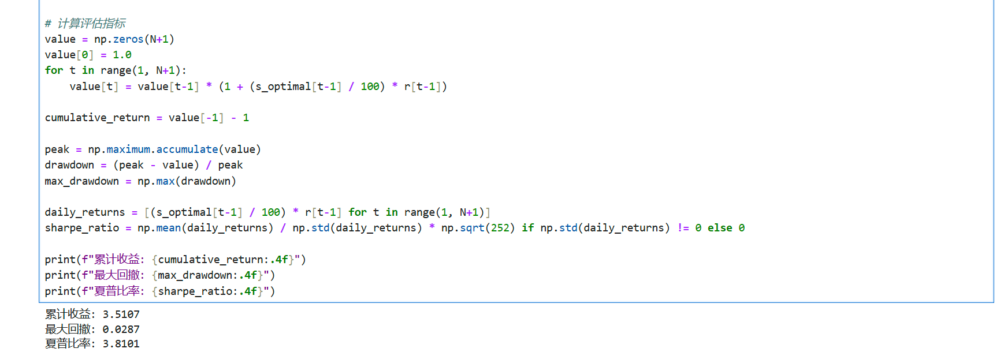 # 计算评估指标
value = np.zeros(N+1)
value[0] = 1.0
for t in range(1, N+1):
    value[t] = value[t-1] * (1 + (s_optimal[t-1] / 100) * r[t-1])
cumulative_return = value[-1] - 1
peak = np.maximum.accumulate(value)
drawdown = (peak - value) / peak
max_drawdown = np.max(drawdown)
daily_returns = [(s_optimal[t-1] / 100) * r[t-1] for t in range(1, N+1)]
sharpe_ratio = np.mean(daily_returns) / np.std(daily_returns) * np.sqrt(252) if np.std(daily_returns) != 0 else 0
print(f"累计收益: {cumulative_return:.4f}")
print(f"最大回撤: {max_drawdown:.4f}")
print(f"夏普比率: {sharpe_ratio:.4f}")
累计收益: 3.5107
最大回撤: 0.0287
夏普比率: 3.8101